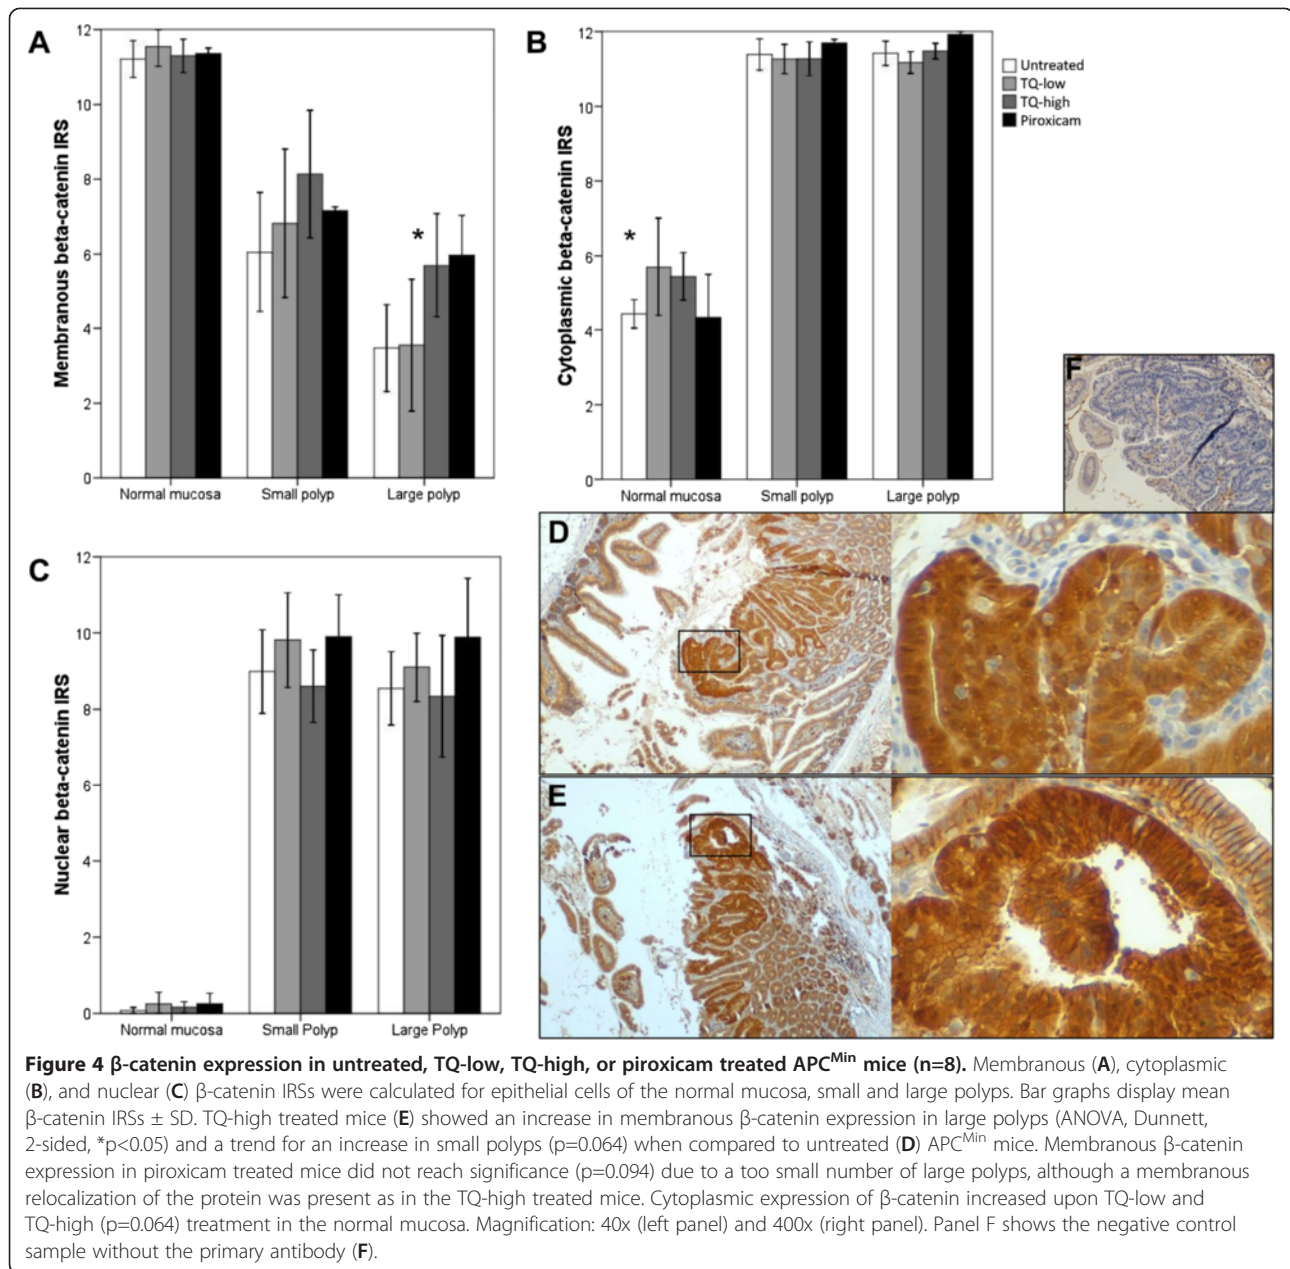 A
Membranous beta-catenin IRS
12
10
8
6
4
2
0
*
Normal mucosa
Small polyp
Large polyp
B
Cytoplasmic beta-catenin IRS
12
10
8
6
4
2
0
*
Normal mucosa
Small polyp
Large polyp
Untreated
TQ-low
TQ-high
Piroxicam
F
C
Nuclear beta-catenin IRS
12
10
8
6
4
2
0
Normal mucosa
Small Polyp
Large Polyp
D
E
Figure 4 β-catenin expression in untreated, TQ-low, TQ-high, or piroxicam treated APCMin mice (n=8). Membranous (A), cytoplasmic
(B), and nuclear (C) β-catenin IRSs were calculated for epithelial cells of the normal mucosa, small and large polyps. Bar graphs display mean
β-catenin IRSs ± SD. TQ-high treated mice (E) showed an increase in membranous β-catenin expression in large polyps (ANOVA, Dunnett,
2-sided, *p<0.05) and a trend for an increase in small polyps (p=0.064) when compared to untreated (D) APCMin mice. Membranous β-catenin
expression in piroxicam treated mice did not reach significance (p=0.094) due to a too small number of large polyps, although a membranous
relocalization of the protein was present as in the TQ-high treated mice. Cytoplasmic expression of β-catenin increased upon TQ-low and
TQ-high (p=0.064) treatment in the normal mucosa. Magnification: 40x (left panel) and 400x (right panel). Panel F shows the negative control
sample without the primary antibody (F).